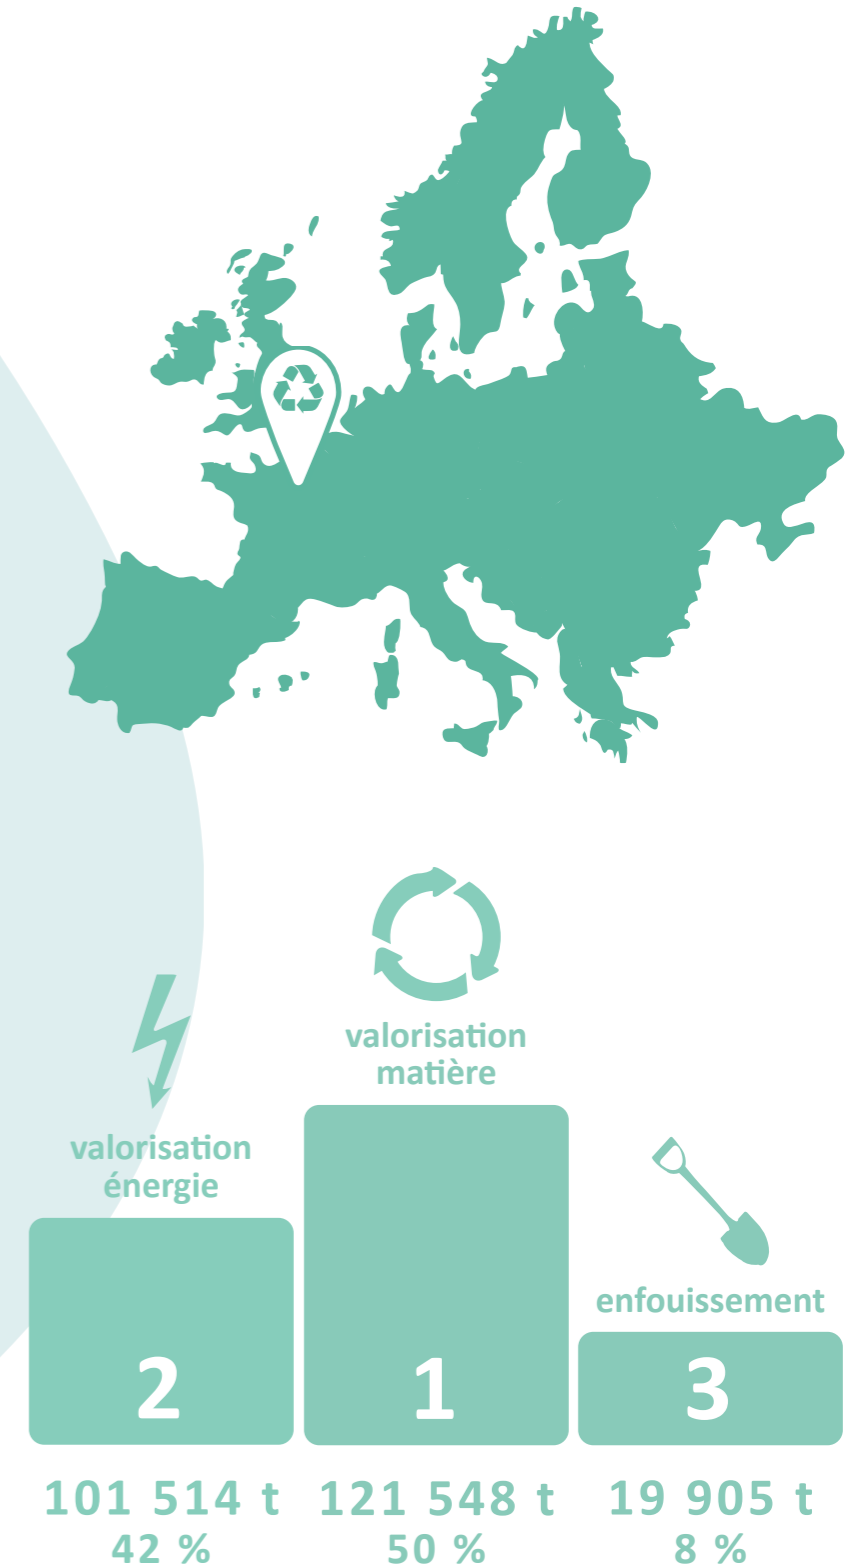 valorisation
matière
valorisation
énergie
enfouissement
2
1
3
101 514 t
121 548 t
19 905 t
42 %
50 %
8 %